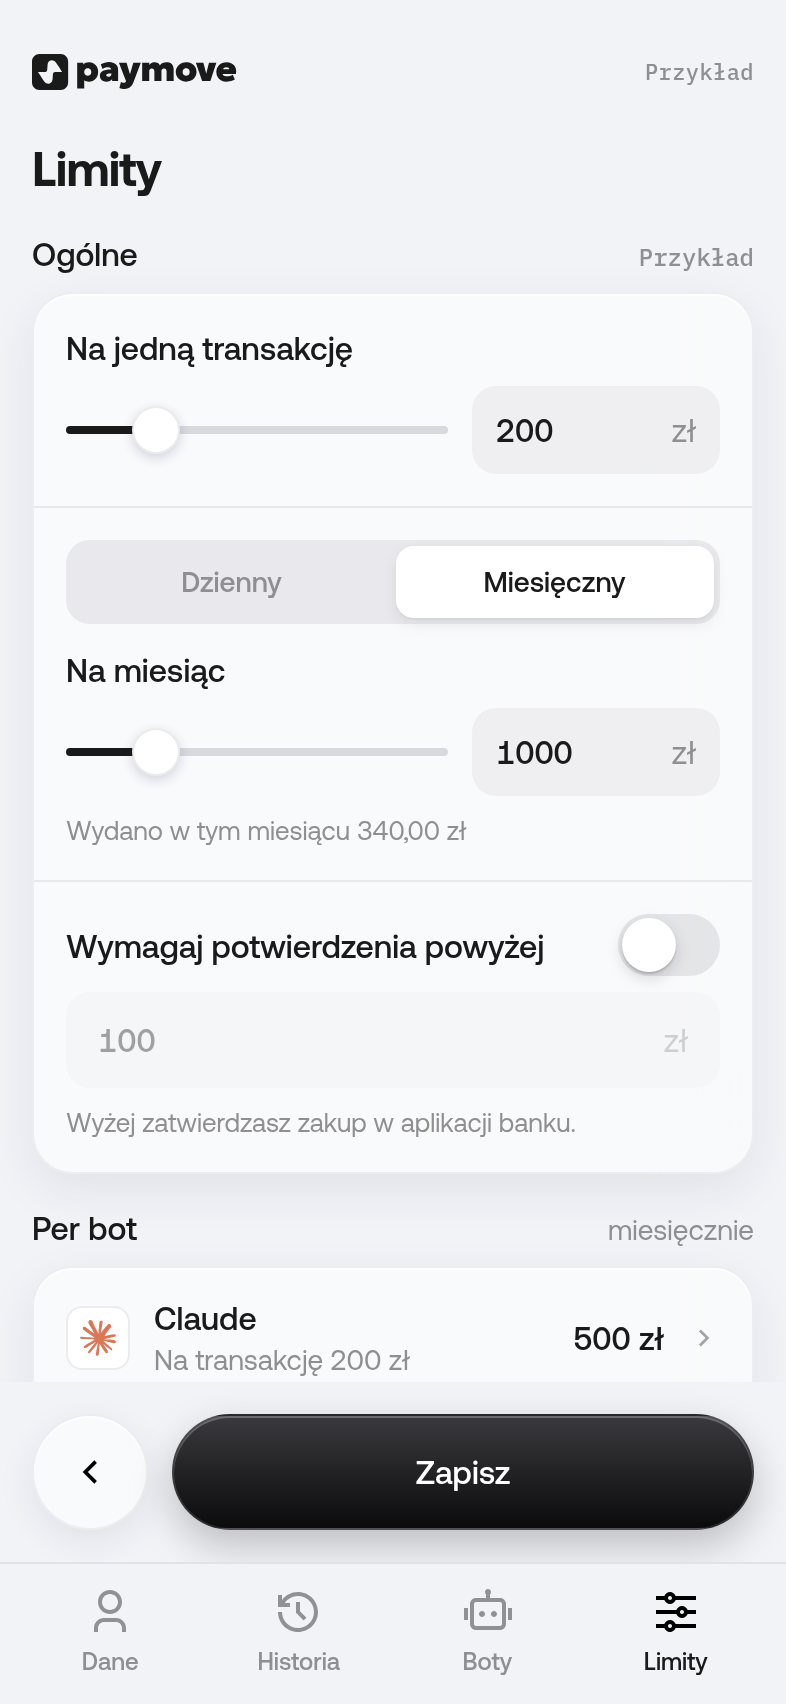 paymove
Przykład
Limity
Ogólne
Przykład
Na jedną transakcję
200 zł
Dzienny
Miesięczny
Na miesiąc
1000 zł
Wydano w tym miesiącu 340,00 zł
Wymagaj potwierdzenia powyżej
100 zł
Wyżej zatwierdzasz zakup w aplikacji banku.
Per bot
miesięcznie
Claude
Na transakcję 200 zł
500 zł
Zapisz
Dane
Historia
Boty
Limity